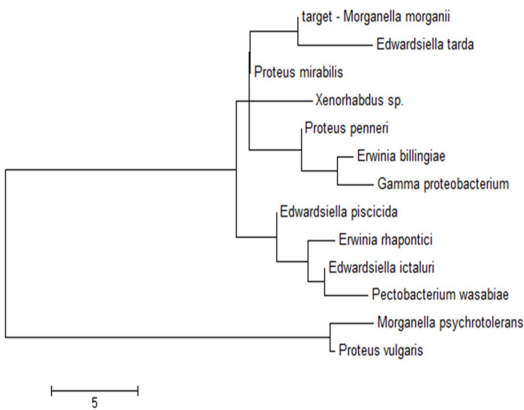 target - Morganella morganii
Edwardsiella tarda
Proteus mirabilis
Xenorhabdus sp.
Proteus penneri
Erwinia billingiae
Gamma proteobacterium
Edwardsiella piscicida
Erwinia rhapontici
Edwardsiella ictaluri
Pectobacterium wasabiae
Morganella psychrotolerans
Proteus vulgaris
5